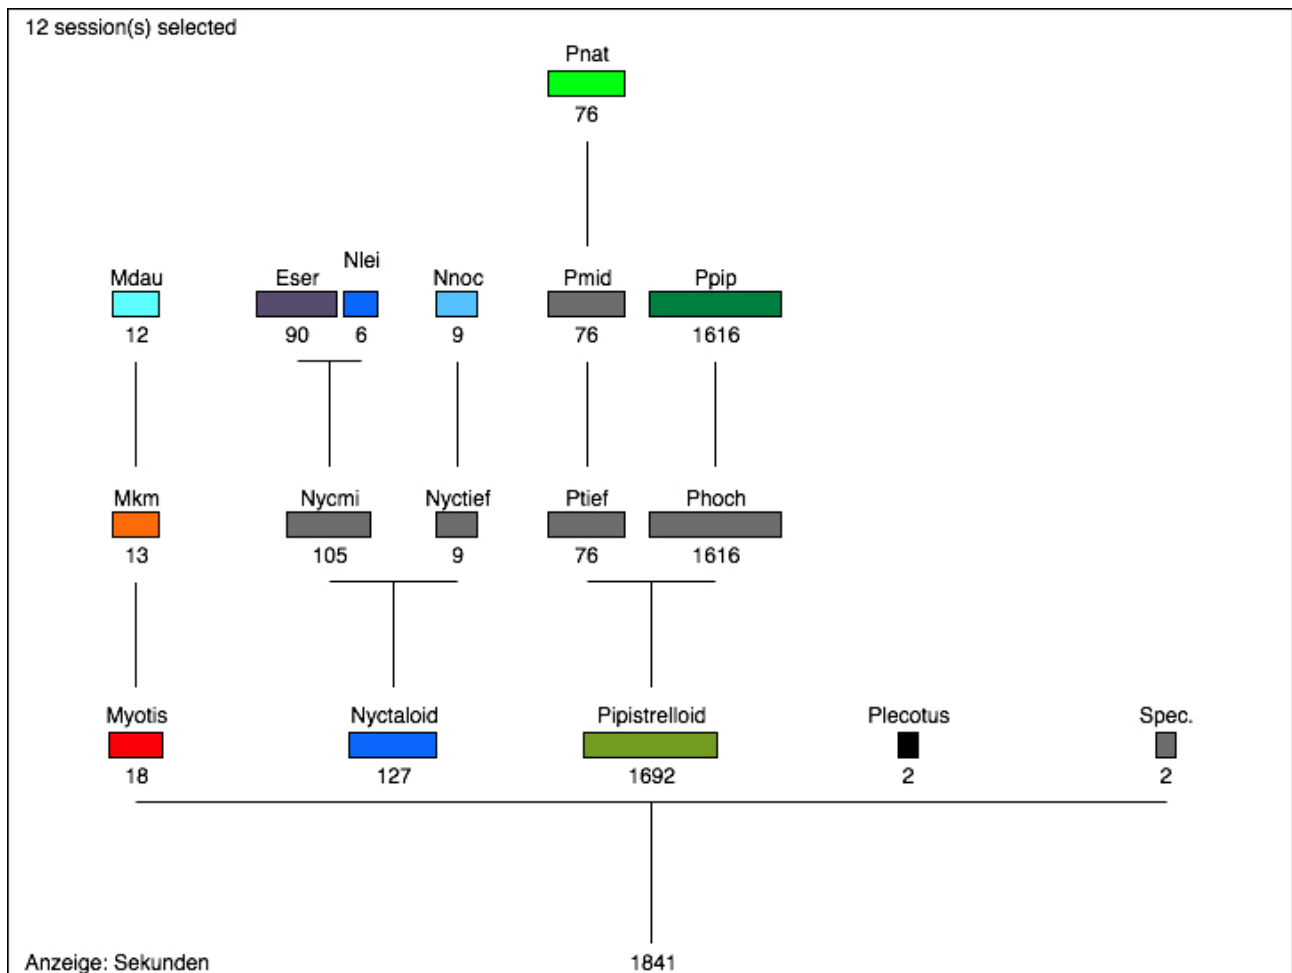 12 session(s) selected
Pnat
76
Nlei
Mdau Eser Nnoc Pmid Ppip
12 90 6 9 76 1616
Mkm Nycmi Nyctief Ptief Phoch
13 105 9 76 1616
Myotis Nyctaloid Pipistrelloid Plecotus Spec.
18 127 1692 2 2
Anzeige: Sekunden 1841